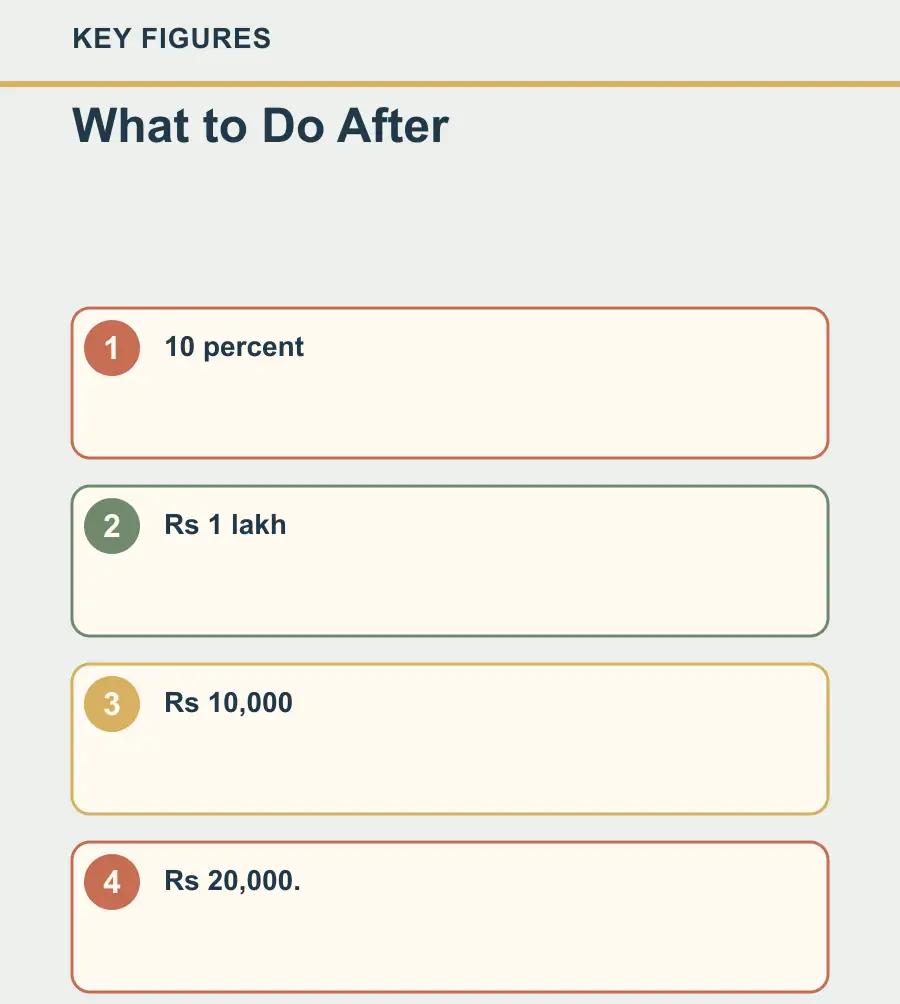 KEY FIGURES
What to Do After
1 10 percent
2 Rs 1 lakh
3 Rs 10,000
4 Rs 20,000.